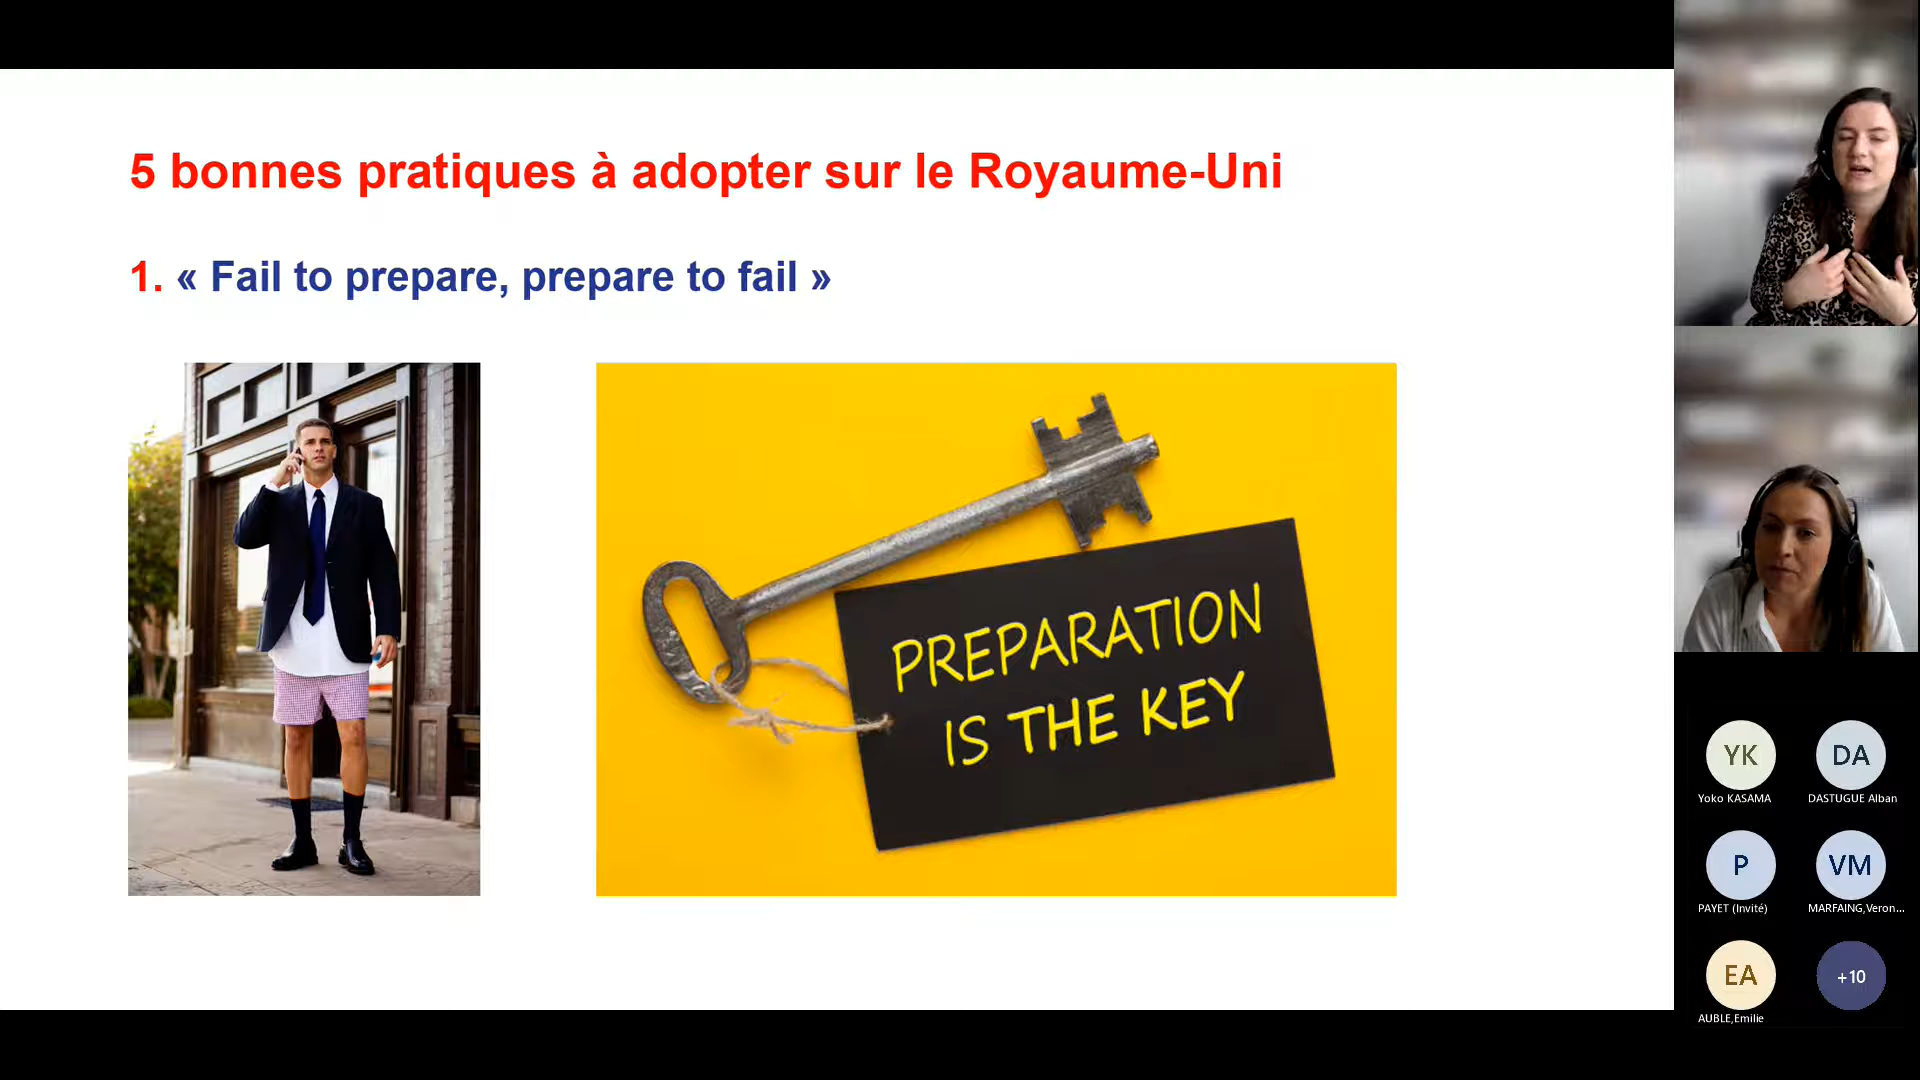 5 bonnes pratiques à adopter sur le Royaume-Uni
1. « Fail to prepare, prepare to fail »
PREPARATION
IS THE KEY
YK
Yoko KASAMA
DA
DASTUGUE Alban
P
PAYET (Invité)
VM
MARFAING,Veron...
EA
AUBLE,Emilie
+10